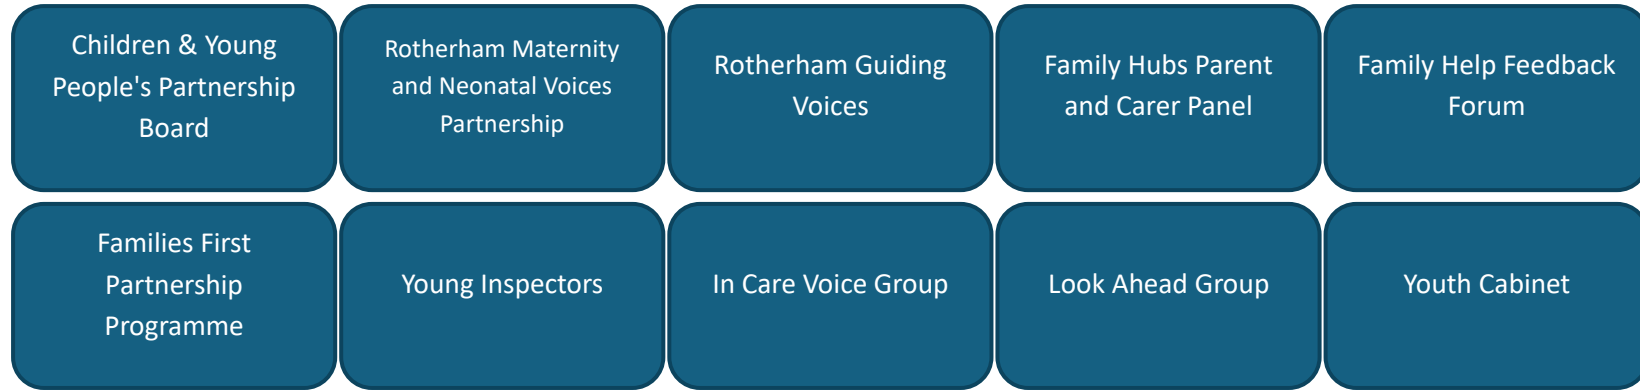 Children & Young
People's Partnership
Board
Rotherham Maternity
and Neonatal Voices
Partnership
Rotherham Guiding
Voices
Family Hubs Parent
and Carer Panel
Family Help Feedback
Forum
Families First
Partnership
Programme
Young Inspectors
In Care Voice Group
Look Ahead Group
Youth Cabinet